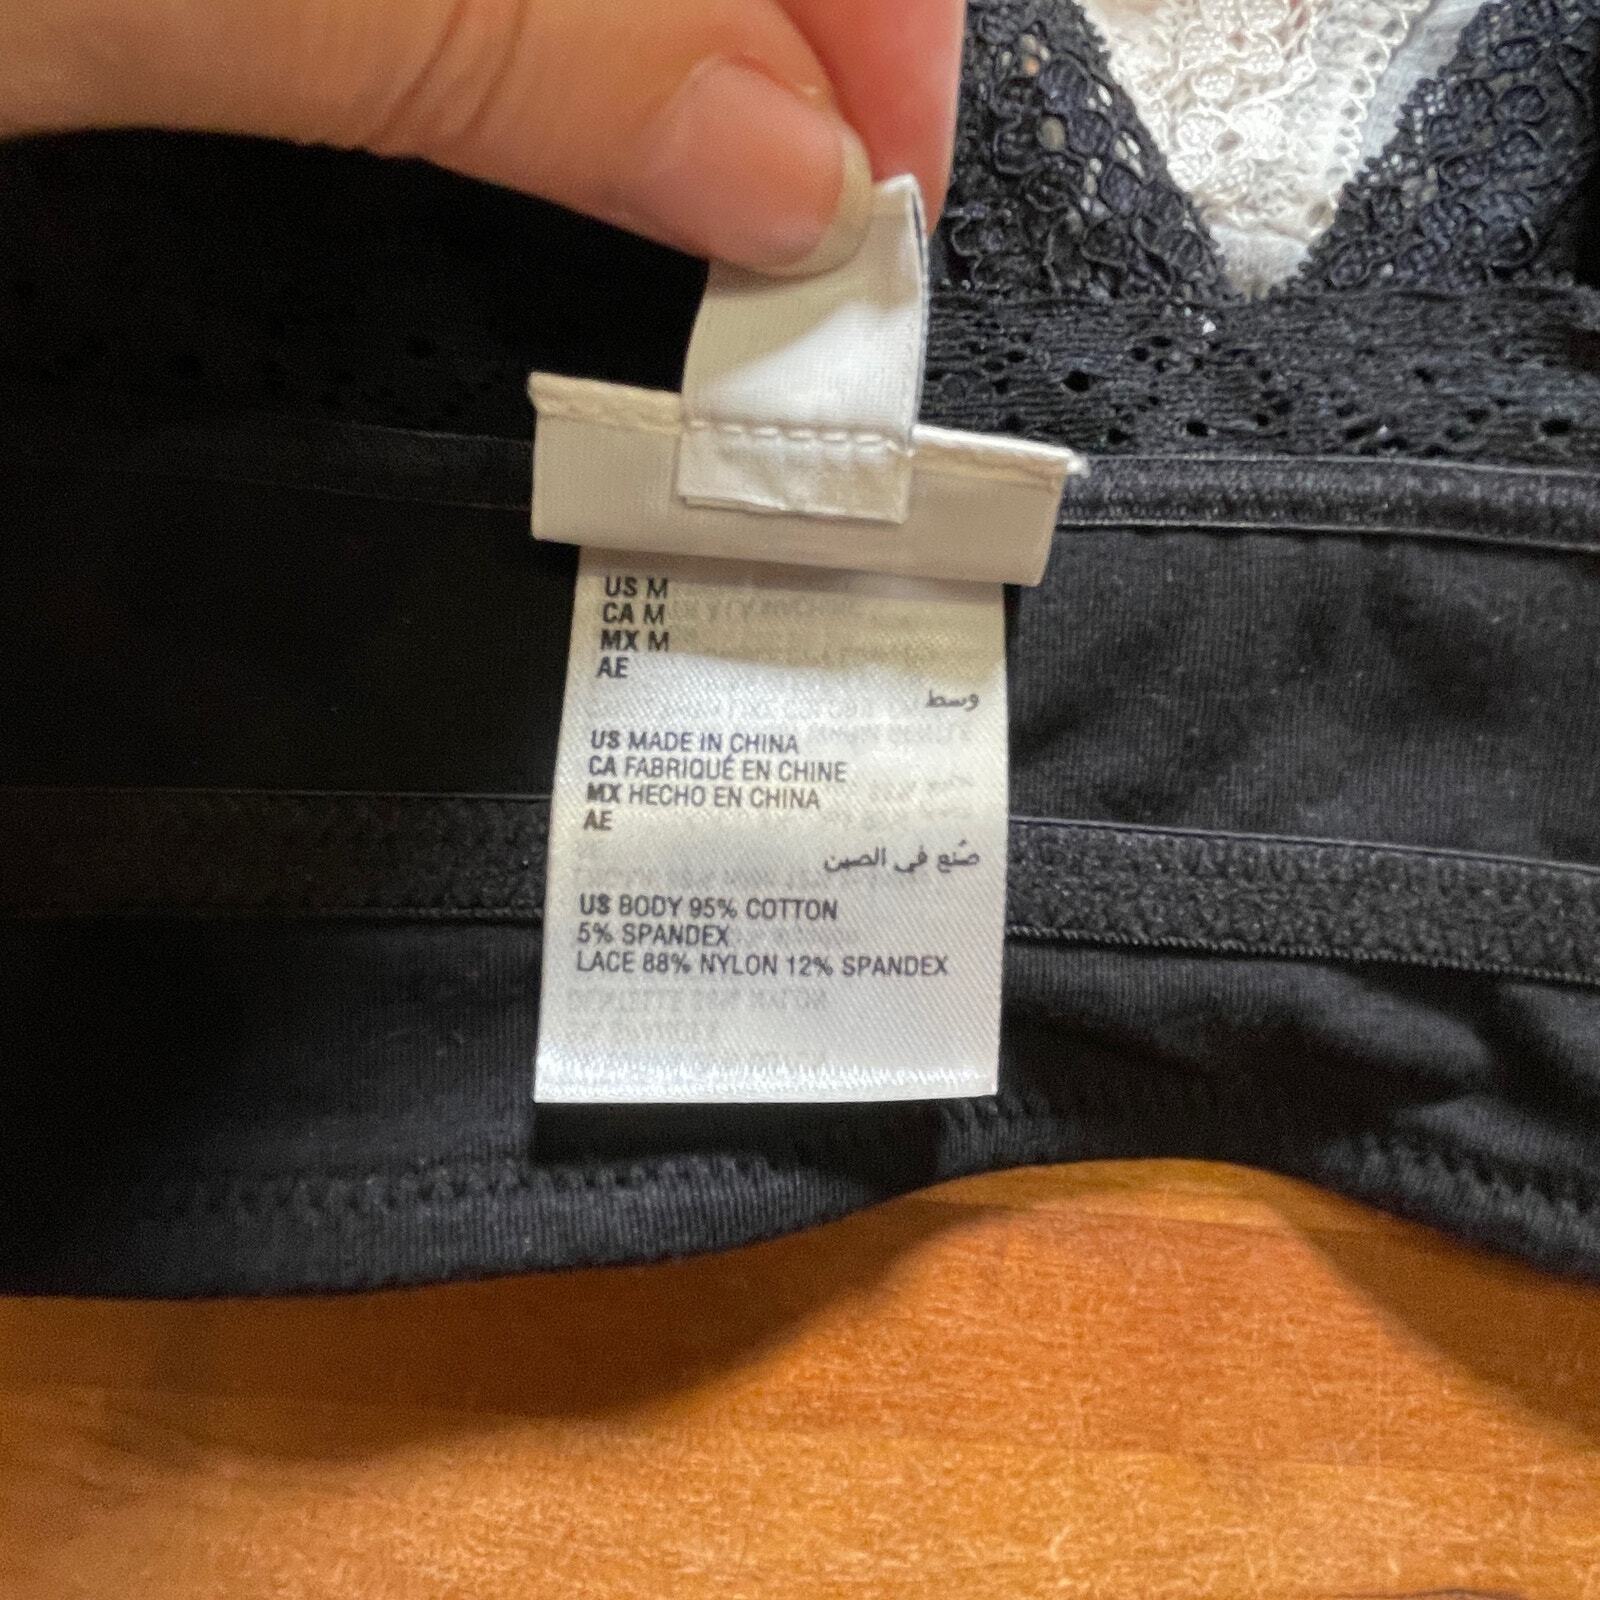 US M
CA M
MX M
AE
وسط
US MADE IN CHINA
CA FABRIQUÉ EN CHINE
MX HECHO EN CHINA
AE
صُنع في الصين
US BODY 95% COTTON
5% SPANDEX
LACE 88% NYLON 12% SPANDEX